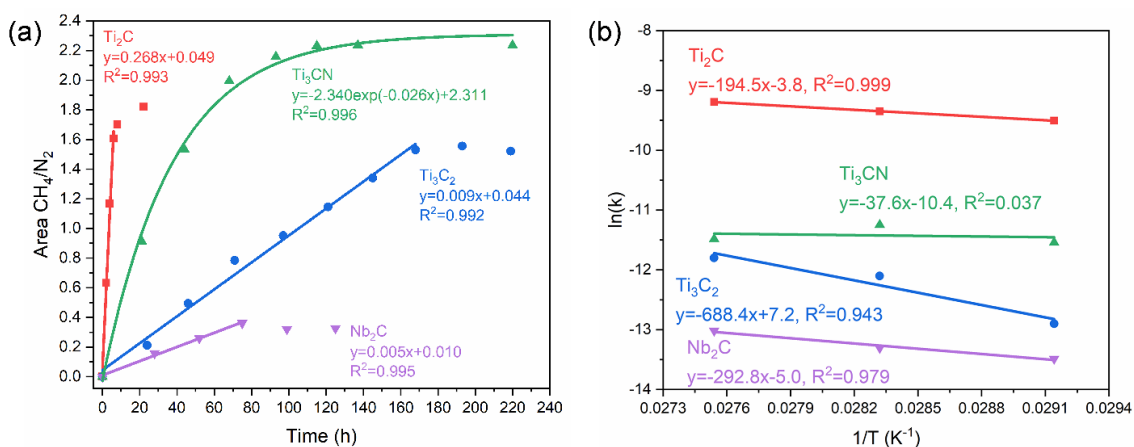 (a)
Area CH₄/N₂
2.4
2.2
2.0
1.8
1.6
1.4
1.2
1.0
0.8
0.6
0.4
0.2
0.0
Ti₂C
y=0.268x+0.049
R²=0.993
Ti₃CN
y=-2.340exp(-0.026x)+2.311
R²=0.996
Ti₃C₂
y=0.009x+0.044
R²=0.992
Nb₂C
y=0.005x+0.010
R²=0.995
0 20 40 60 80 100 120 140 160 180 200 220 240
Time (h)
(b)
ln(k)
-8
-9
-10
-11
-12
-13
-14
Ti₂C
y=-194.5x-3.8, R²=0.999
Ti₃CN
y=-37.6x-10.4, R²=0.037
Ti₃C₂
y=-688.4x+7.2, R²=0.943
Nb₂C
y=-292.8x-5.0, R²=0.979
0.0273 0.0276 0.0279 0.0282 0.0285 0.0288 0.0291 0.0294
1/T (K⁻¹)